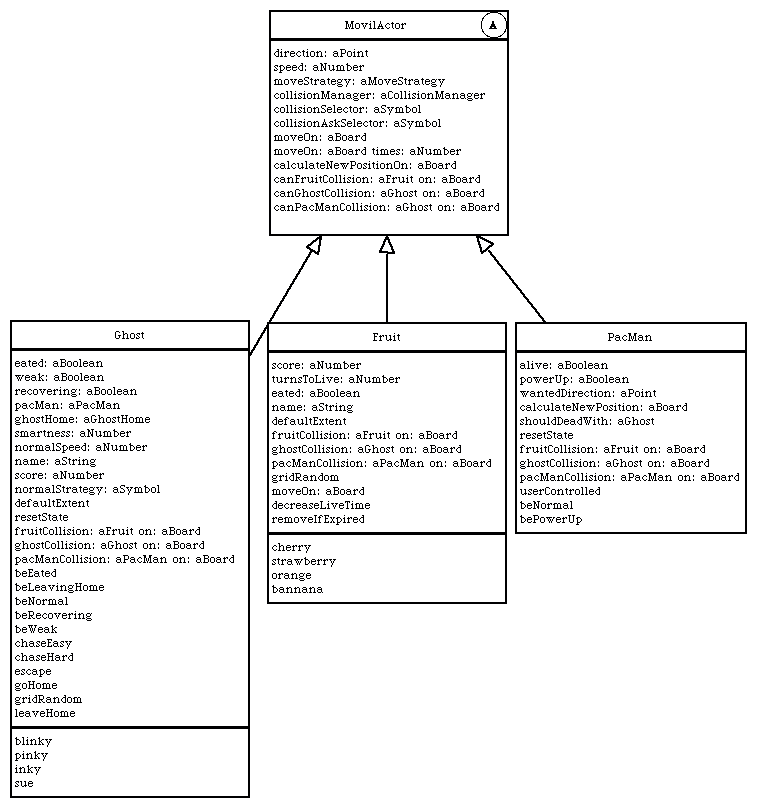 MovilActor
A
direction: aPoint
speed: aNumber
moveStrategy: aMoveStrategy
collisionManager: aCollisionManager
collisionSelector: aSymbol
collisionAskSelector: aSymbol
moveOn: aBoard
moveOn: aBoard times: aNumber
calculateNewPositionOn: aBoard
canFruitCollision: aFruit on: aBoard
canGhostCollision: aGhost on: aBoard
canPacManCollision: aGhost on: aBoard
Ghost
eated: aBoolean
weak: aBoolean
recovering: aBoolean
pacMan: aPacMan
ghostHome: aGhostHome
smartness: aNumber
normalSpeed: aNumber
name: aString
score: aNumber
normalStrategy: aSymbol
defaultExtent
resetState
fruitCollision: aFruit on: aBoard
ghostCollision: aGhost on: aBoard
pacManCollision: aPacMan on: aBoard
beEated
beLeavingHome
beNormal
beRecovering
beWeak
chaseEasy
chaseHard
escape
goHome
gridRandom
leaveHome
blinky
pinky
inky
sue
Fruit
score: aNumber
turnsToLive: aNumber
eated: aBoolean
name: aString
defaultExtent
fruitCollision: aFruit on: aBoard
ghostCollision: aGhost on: aBoard
pacManCollision: aPacMan on: aBoard
gridRandom
moveOn: aBoard
decreaseLiveTime
removeIfExpired
cherry
strawberry
orange
bannana
PacMan
alive: aBoolean
powerUp: aBoolean
wantedDirection: aPoint
calculateNewPosition: aBoard
shouldDeadWith: aGhost
resetState
fruitCollision: aFruit on: aBoard
ghostCollision: aGhost on: aBoard
pacManCollision: aPacMan on: aBoard
userControlled
beNormal
bePowerUp